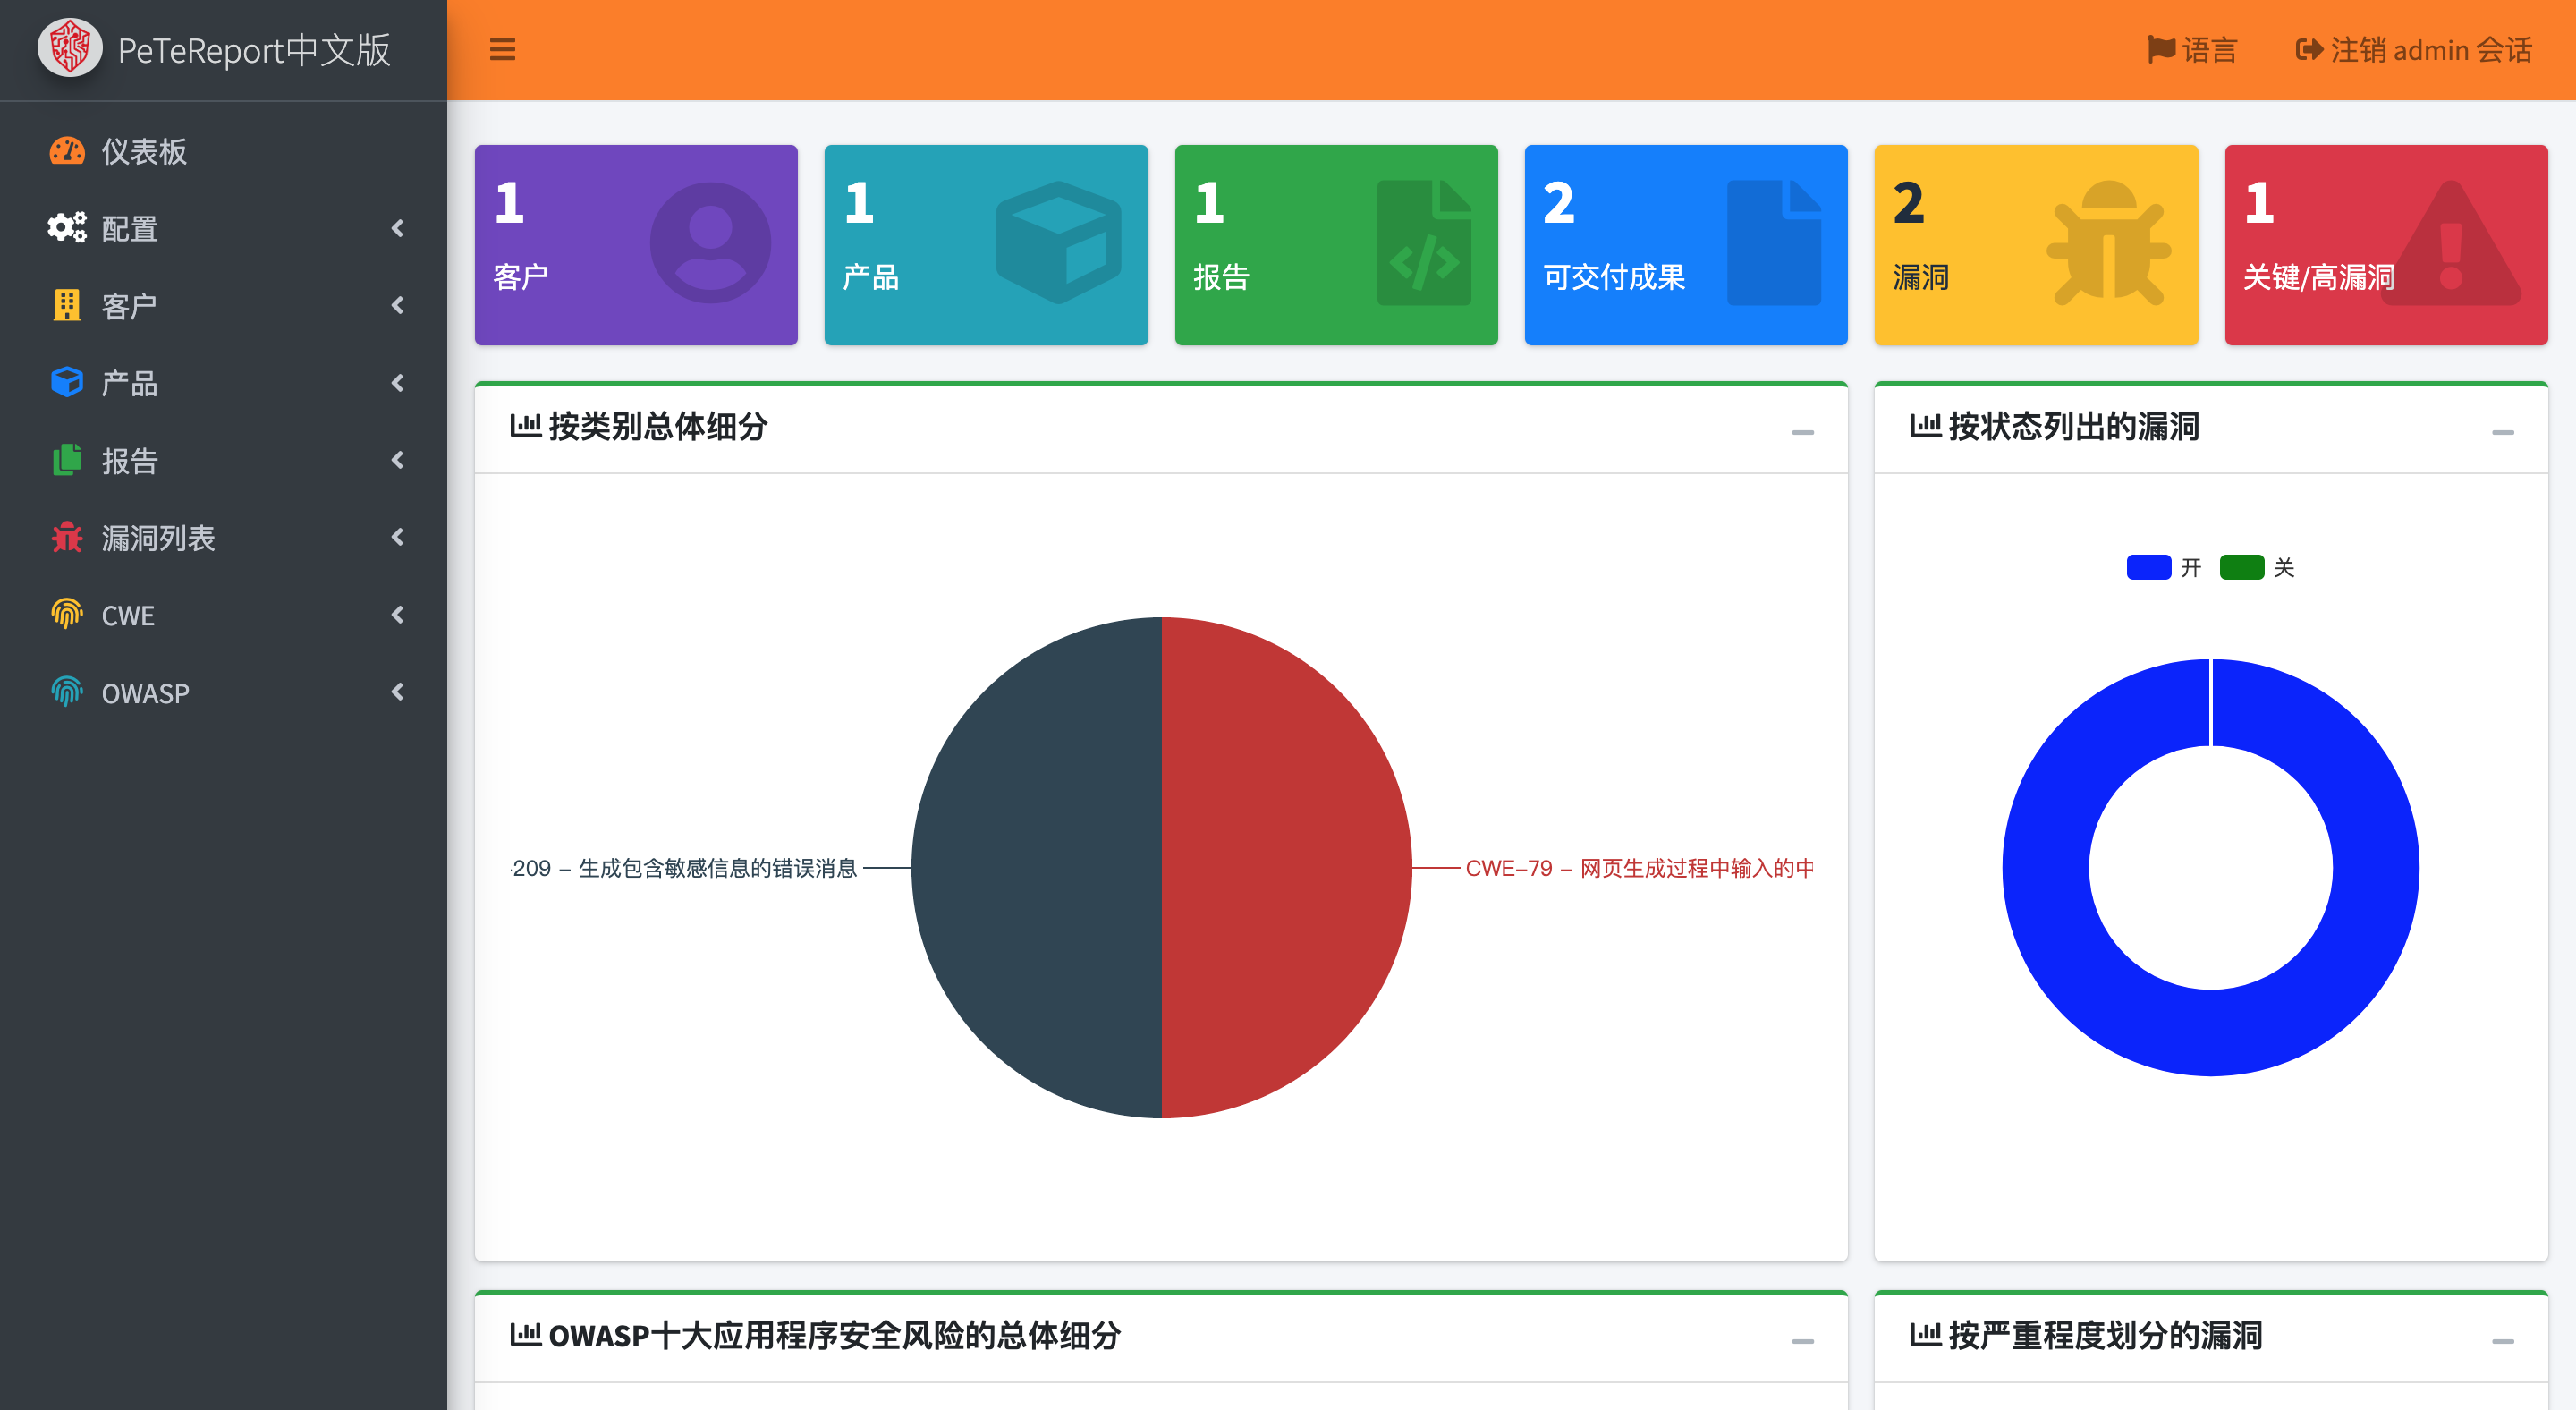 PeTeReport中文版
语言
注销 admin 会话
仪表板
配置
客户
产品
报告
漏洞列表
CWE
OWASP
1
客户
1
产品
1
报告
2
可交付成果
2
漏洞
1
关键/高漏洞
按类别总体细分
209 – 生成包含敏感信息的错误消息
CWE–79 – 网页生成过程中输入的中
按状态列出的漏洞
开
关
OWASP十大应用程序安全风险的总体细分
按严重程度划分的漏洞